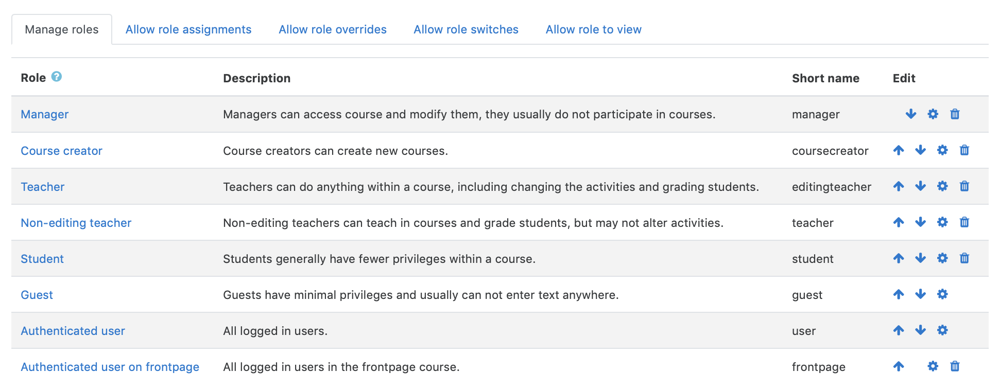 Manage roles Allow role assignments Allow role overrides Allow role switches Allow role to view
Role ? Description Short name Edit
Manager Managers can access course and modify them, they usually do not participate in courses. manager
Course creator Course creators can create new courses. coursecreator
Teacher Teachers can do anything within a course, including changing the activities and grading students. editingteacher
Non-editing teacher Non-editing teachers can teach in courses and grade students, but may not alter activities. teacher
Student Students generally have fewer privileges within a course. student
Guest Guests have minimal privileges and usually can not enter text anywhere. guest
Authenticated user All logged in users. user
Authenticated user on frontpage All logged in users in the frontpage course. frontpage